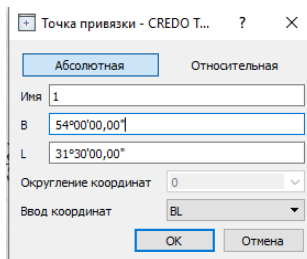 Точка привязки - CREDO T... ? ×
Абсолютная Относительная
Имя 1
B 54°00'00,00"
L 31°30'00,00"
Округление координат 0
Ввод координат BL
OK Отмена